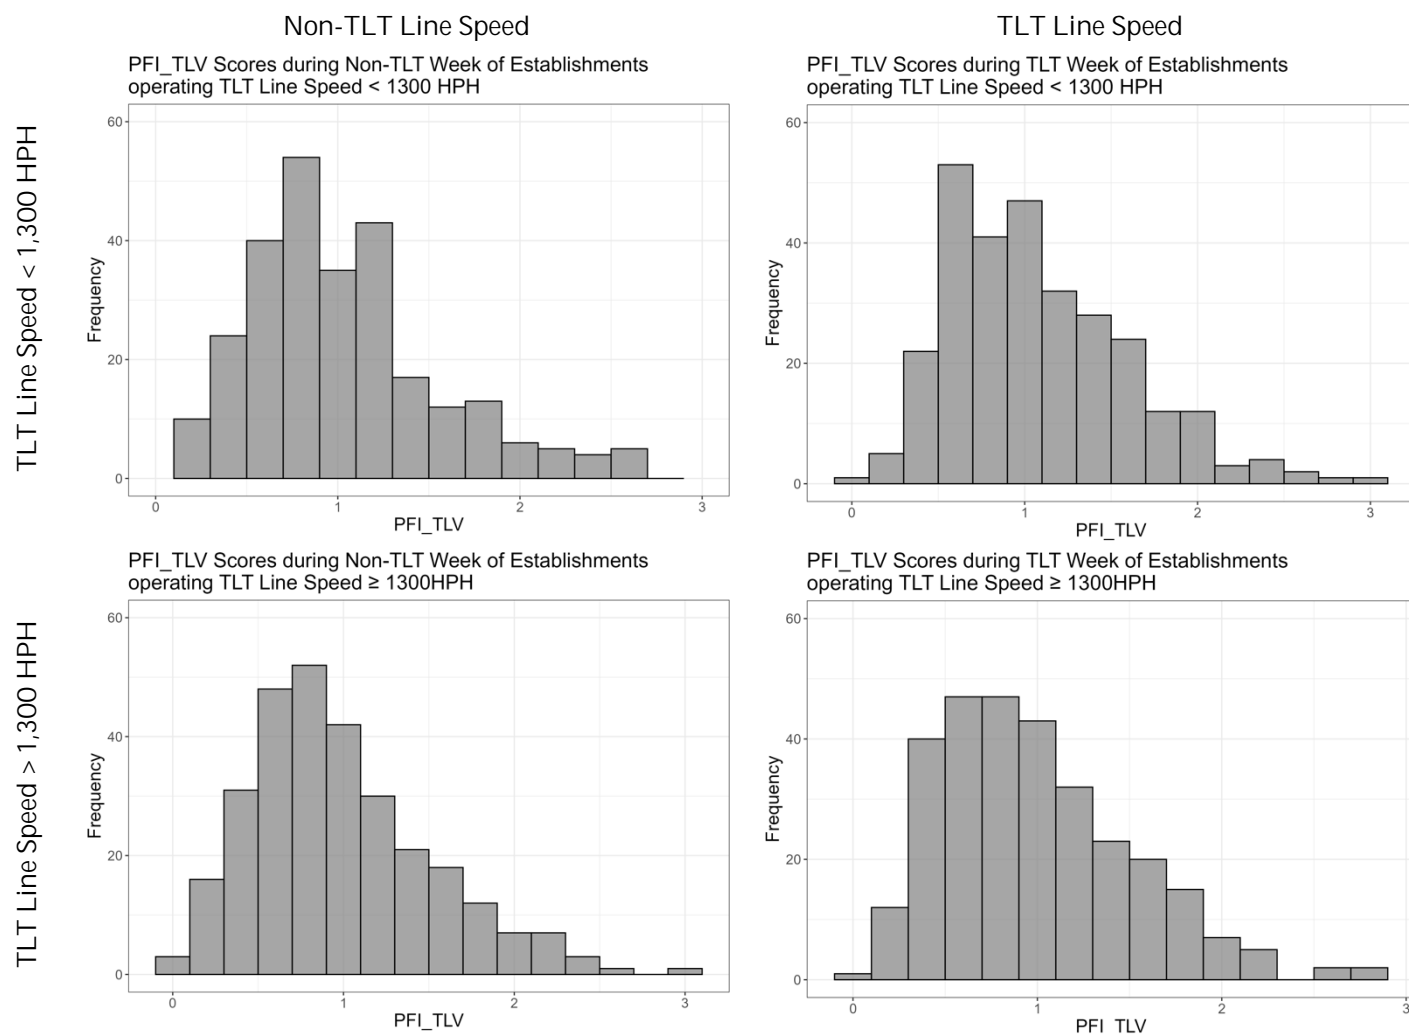 Non-TLT Line Speed
TLT Line Speed
TLT Line Speed < 1,300 HPH
PFI_TLV Scores during Non-TLT Week of Establishments
operating TLT Line Speed < 1300 HPH
60
40
20
0
Frequency
0 1 2 3
PFI_TLV
PFI_TLV Scores during TLT Week of Establishments
operating TLT Line Speed < 1300 HPH
60
40
20
0
Frequency
0 1 2 3
PFI_TLV
TLT Line Speed > 1,300 HPH
PFI_TLV Scores during Non-TLT Week of Establishments
operating TLT Line Speed ≥ 1300HPH
60
40
20
0
Frequency
0 1 2 3
PFI_TLV
PFI_TLV Scores during TLT Week of Establishments
operating TLT Line Speed ≥ 1300HPH
60
40
20
0
Frequency
0 1 2 3
PFI_TLV